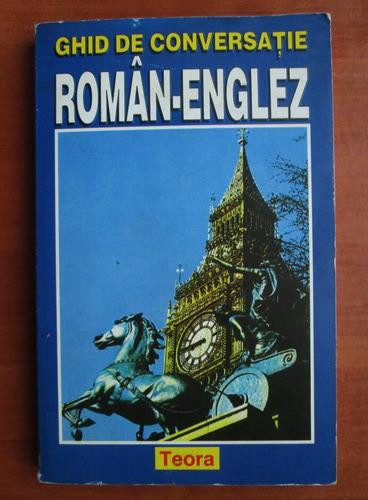 GHID DE CONVERSAȚIE
ROMÂN-ENGLEZ
Teora